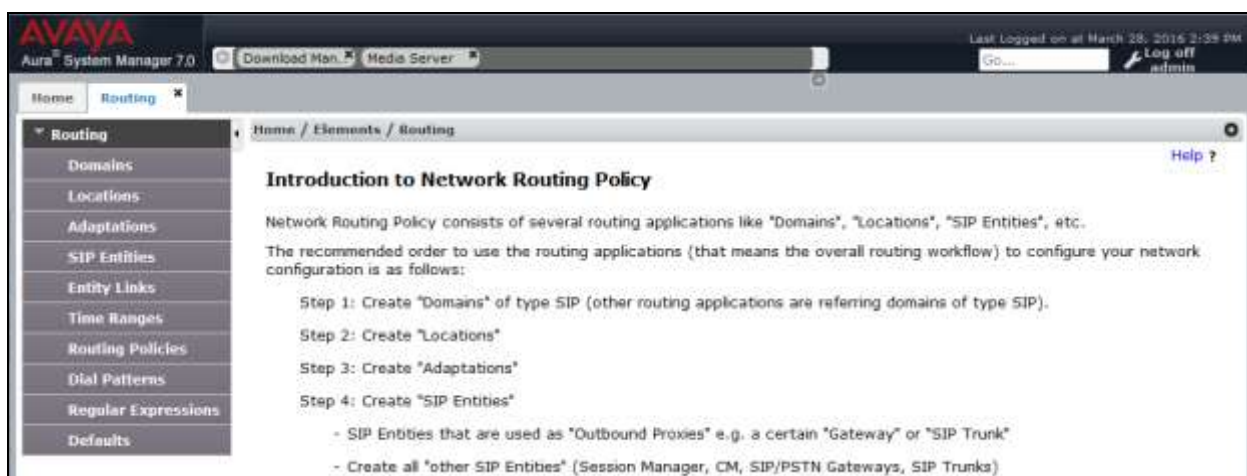 AVAYA
Aura® System Manager 7.0
Download Man..
Media Server
Last Logged on at March 28, 2016 2:39 PM
Go...
Log off
admin
Home
Routing
Routing
Domains
Locations
Adaptations
SIP Entities
Entity Links
Time Ranges
Routing Policies
Dial Patterns
Regular Expressions
Defaults
Home / Elements / Routing
Help ?
Introduction to Network Routing Policy
Network Routing Policy consists of several routing applications like "Domains", "Locations", "SIP Entities", etc.
The recommended order to use the routing applications (that means the overall routing workflow) to configure your network
configuration is as follows:
Step 1: Create "Domains" of type SIP (other routing applications are referring domains of type SIP).
Step 2: Create "Locations"
Step 3: Create "Adaptations"
Step 4: Create "SIP Entities"
- SIP Entities that are used as "Outbound Proxies" e.g. a certain "Gateway" or "SIP Trunk"
- Create all "other SIP Entities" (Session Manager, CM, SIP/PSTN Gateways, SIP Trunks)